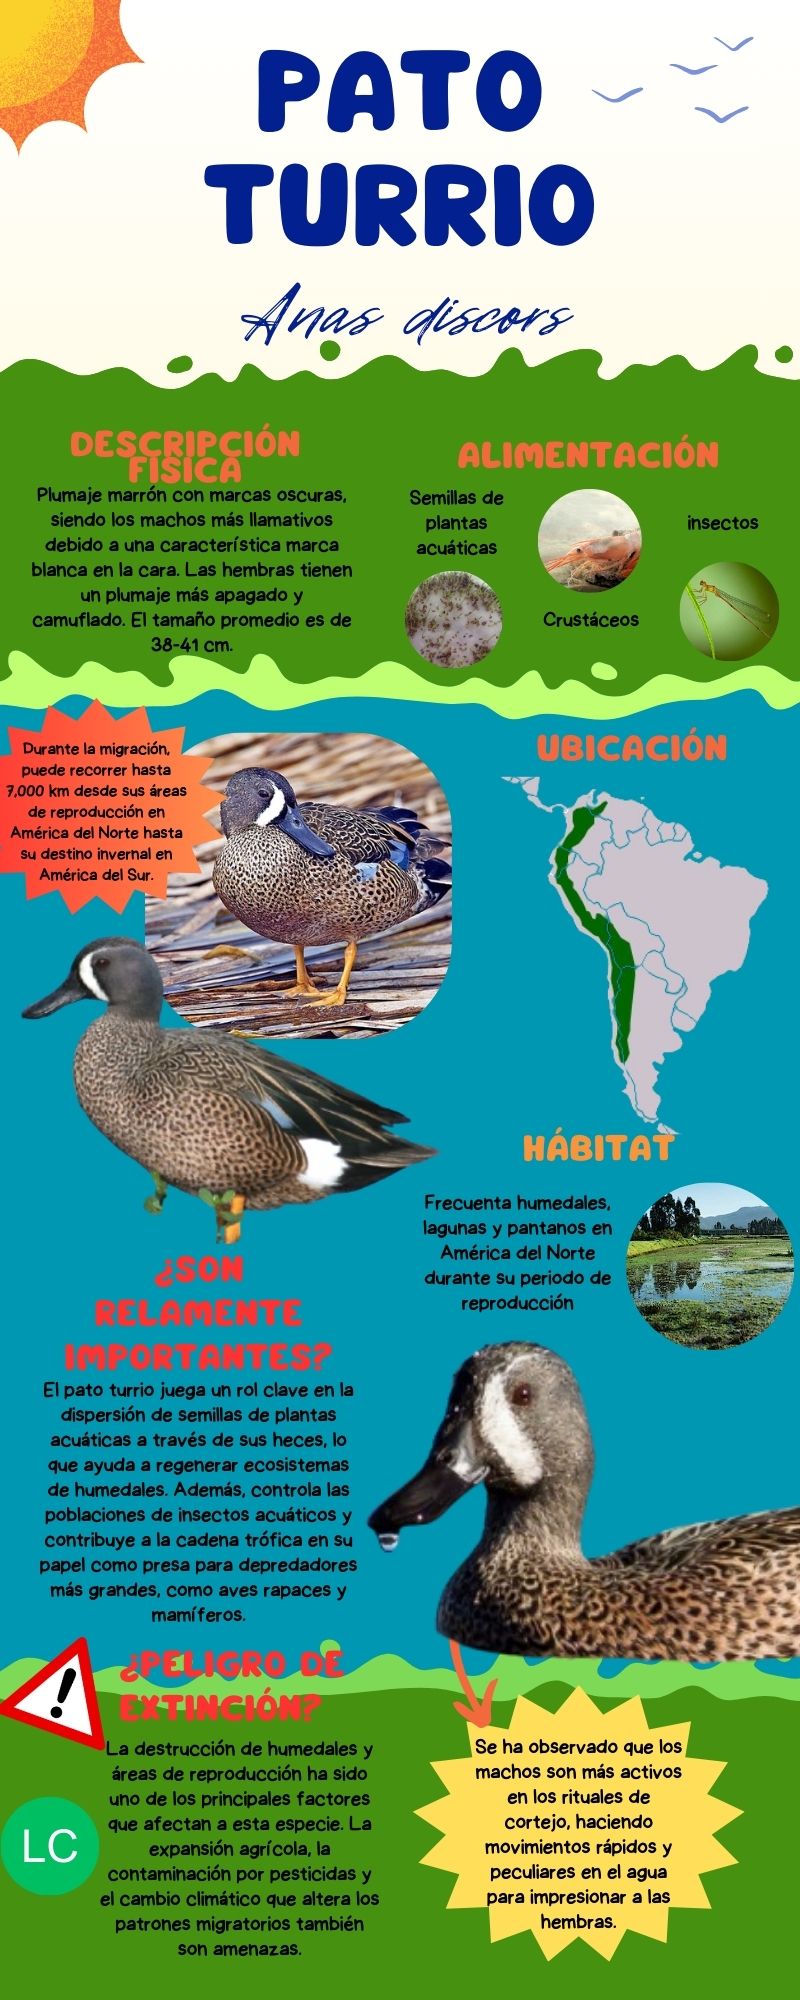 PATO
TURRIO
Anas discors
DESCRIPCIÓN
FÍSICA
Plumaje marrón con marcas oscuras,
siendo los machos más llamativos
debido a una característica marca
blanca en la cara. Las hembras tienen
un plumaje más apagado y
camuflado. El tamaño promedio es de
38-41 cm.
ALIMENTACIÓN
Semillas de
plantas
acuáticas
Crustáceos
insectos
Durante la migración,
puede recorrer hasta
7,000 km desde sus áreas
de reproducción en
América del Norte hasta
su destino invernal en
América del Sur.
UBICACIÓN
HÁBITAT
Frecuenta humedales,
lagunas y pantanos en
América del Norte
durante su periodo de
reproducción
¿SON
RELAMENTE
IMPORTANTES?
El pato turrio juega un rol clave en la
dispersión de semillas de plantas
acuáticas a través de sus heces, lo
que ayuda a regenerar ecosistemas
de humedales. Además, controla las
poblaciones de insectos acuáticos y
contribuye a la cadena trófica en su
papel como presa para depredadores
más grandes, como aves rapaces y
mamíferos.
¿PELIGRO DE
EXTINCIÓN?
La destrucción de humedales y
áreas de reproducción ha sido
uno de los principales factores
que afectan a esta especie. La
expansión agrícola, la
contaminación por pesticidas y
el cambio climático que altera los
patrones migratorios también
son amenazas.
!
LC
Se ha observado que los
machos son más activos
en los rituales de
cortejo, haciendo
movimientos rápidos y
peculiares en el agua
para impresionar a las
hembras.